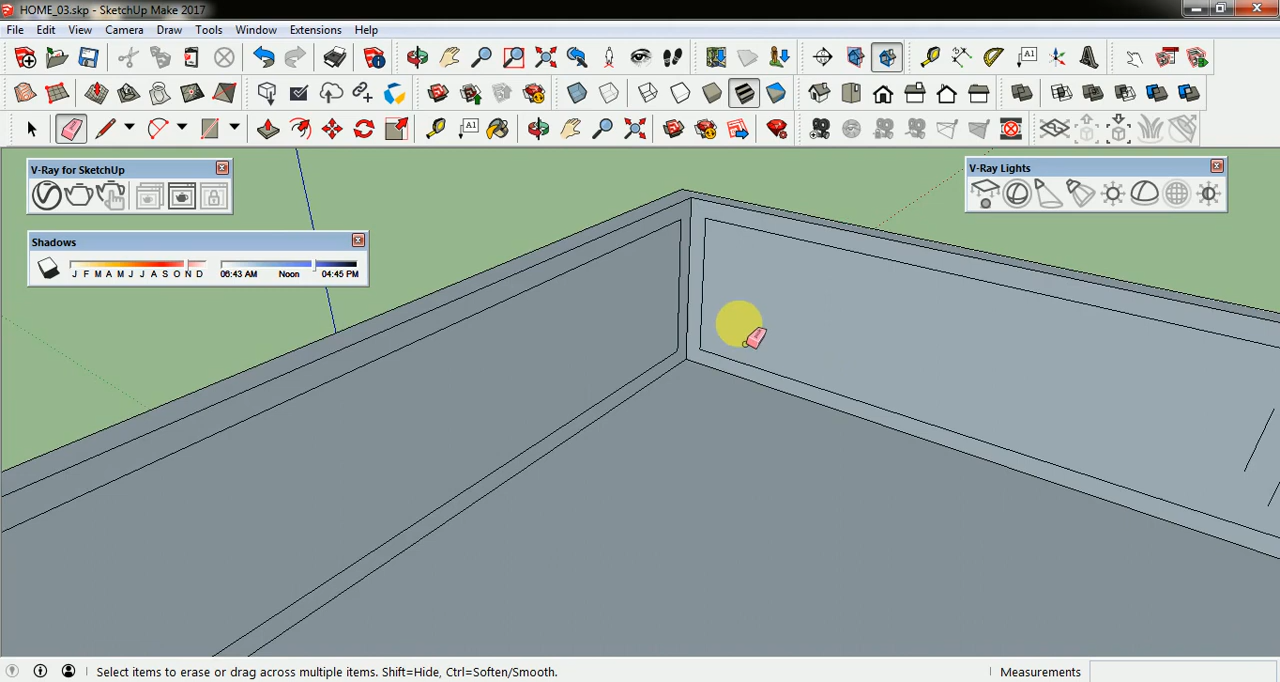 HOME_03.skp - SketchUp Make 2017
File Edit View Camera Draw Tools Window Extensions Help
A1
A1
V-Ray for SketchUp
V-Ray Lights
Shadows
J F M A M J J A S O N D 06:43 AM Noon 04:45 PM
Select items to erase or drag across multiple items. Shift=Hide, Ctrl=Soften/Smooth. Measurements